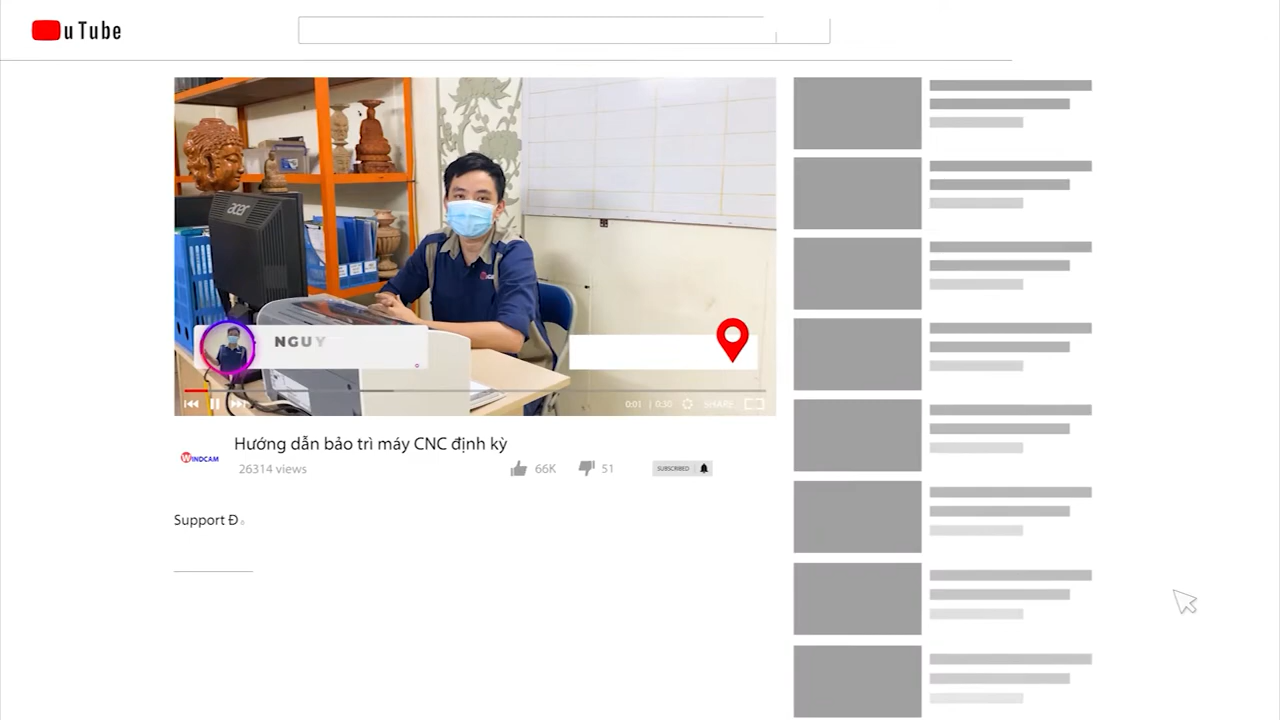 uTube
acer
NGUY
0:01 | 0:30 SHARE
Hướng dẫn bảo trì máy CNC định kỳ
WINDCAM
26314 views
66K
51
SUBSCRIBED
Support Đ